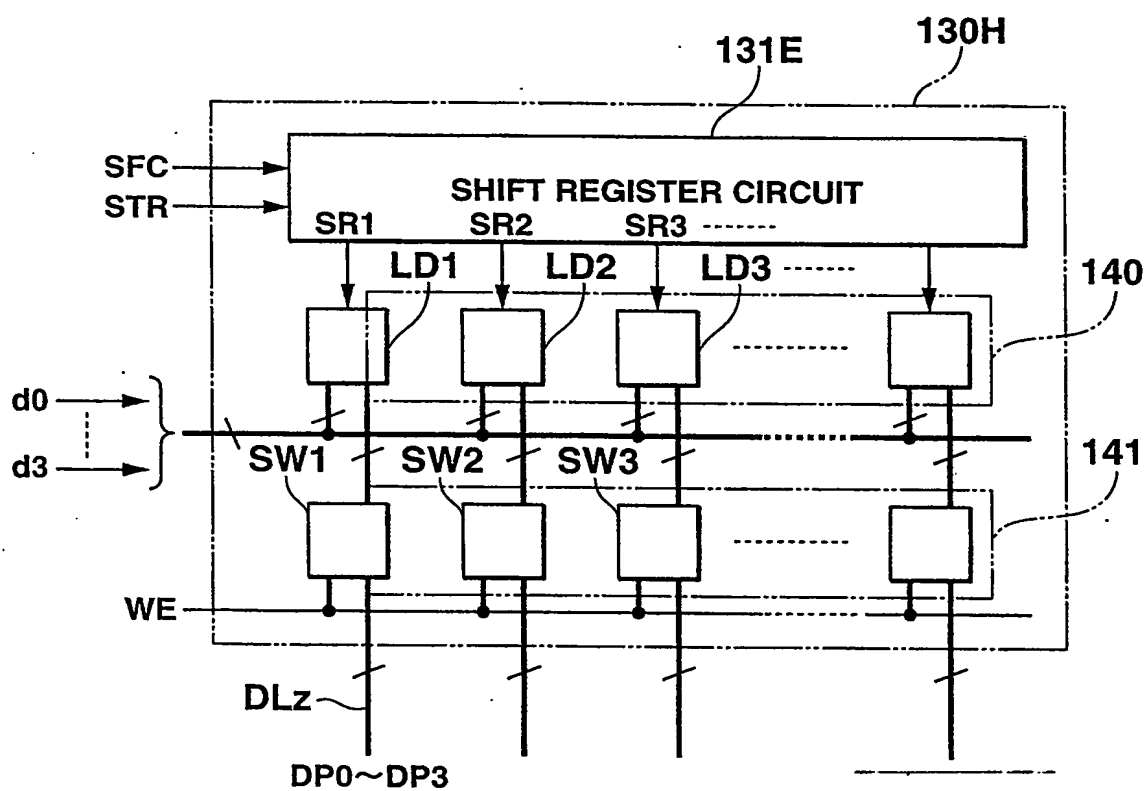 130H
131E
SFC
STR
SHIFT REGISTER CIRCUIT
SR1 SR2 SR3
LD1 LD2 LD3
140
d0
d3
SW1 SW2 SW3
141
WE
DLz
DP0~DP3